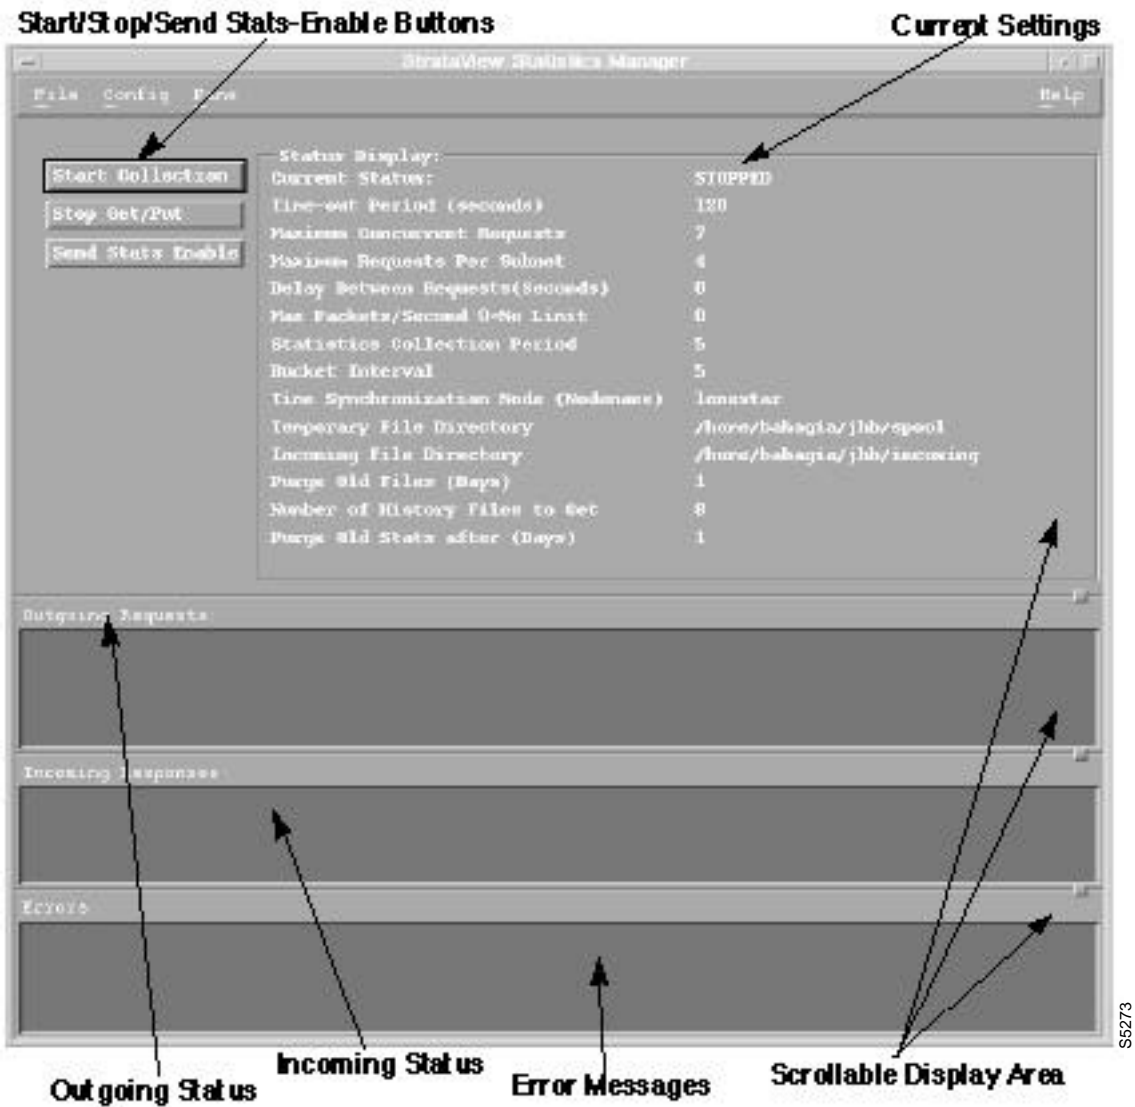 Start/Stop/Send Stats-Enable Buttons
Current Settings
StrataView Statistics Manager
File Config Help
Status Display:
Start Collection
Stop Get/Put
Send Stats Enable
Current Status: STOPPED
Time-out Period (seconds) 120
Maximum Concurrent Requests 7
Maximum Requests Per Subnet 4
Delay Between Requests(Seconds) 0
Max Packets/Second 0=No Limit 0
Statistics Collection Period 5
Bucket Interval 5
Time Synchronization Node (Nodename) lonestar
Temporary File Directory /home/bahagia/jhb/spool
Incoming File Directory /home/bahagia/jhb/incoming
Purge Old Files (Days) 1
Number of History Files to Get 8
Purge Old Stats after (Days) 1
Outgoing Requests
Incoming Responses
Errors
S5273
Incoming Status
Outgoing Status
Error Messages
Scrollable Display Area